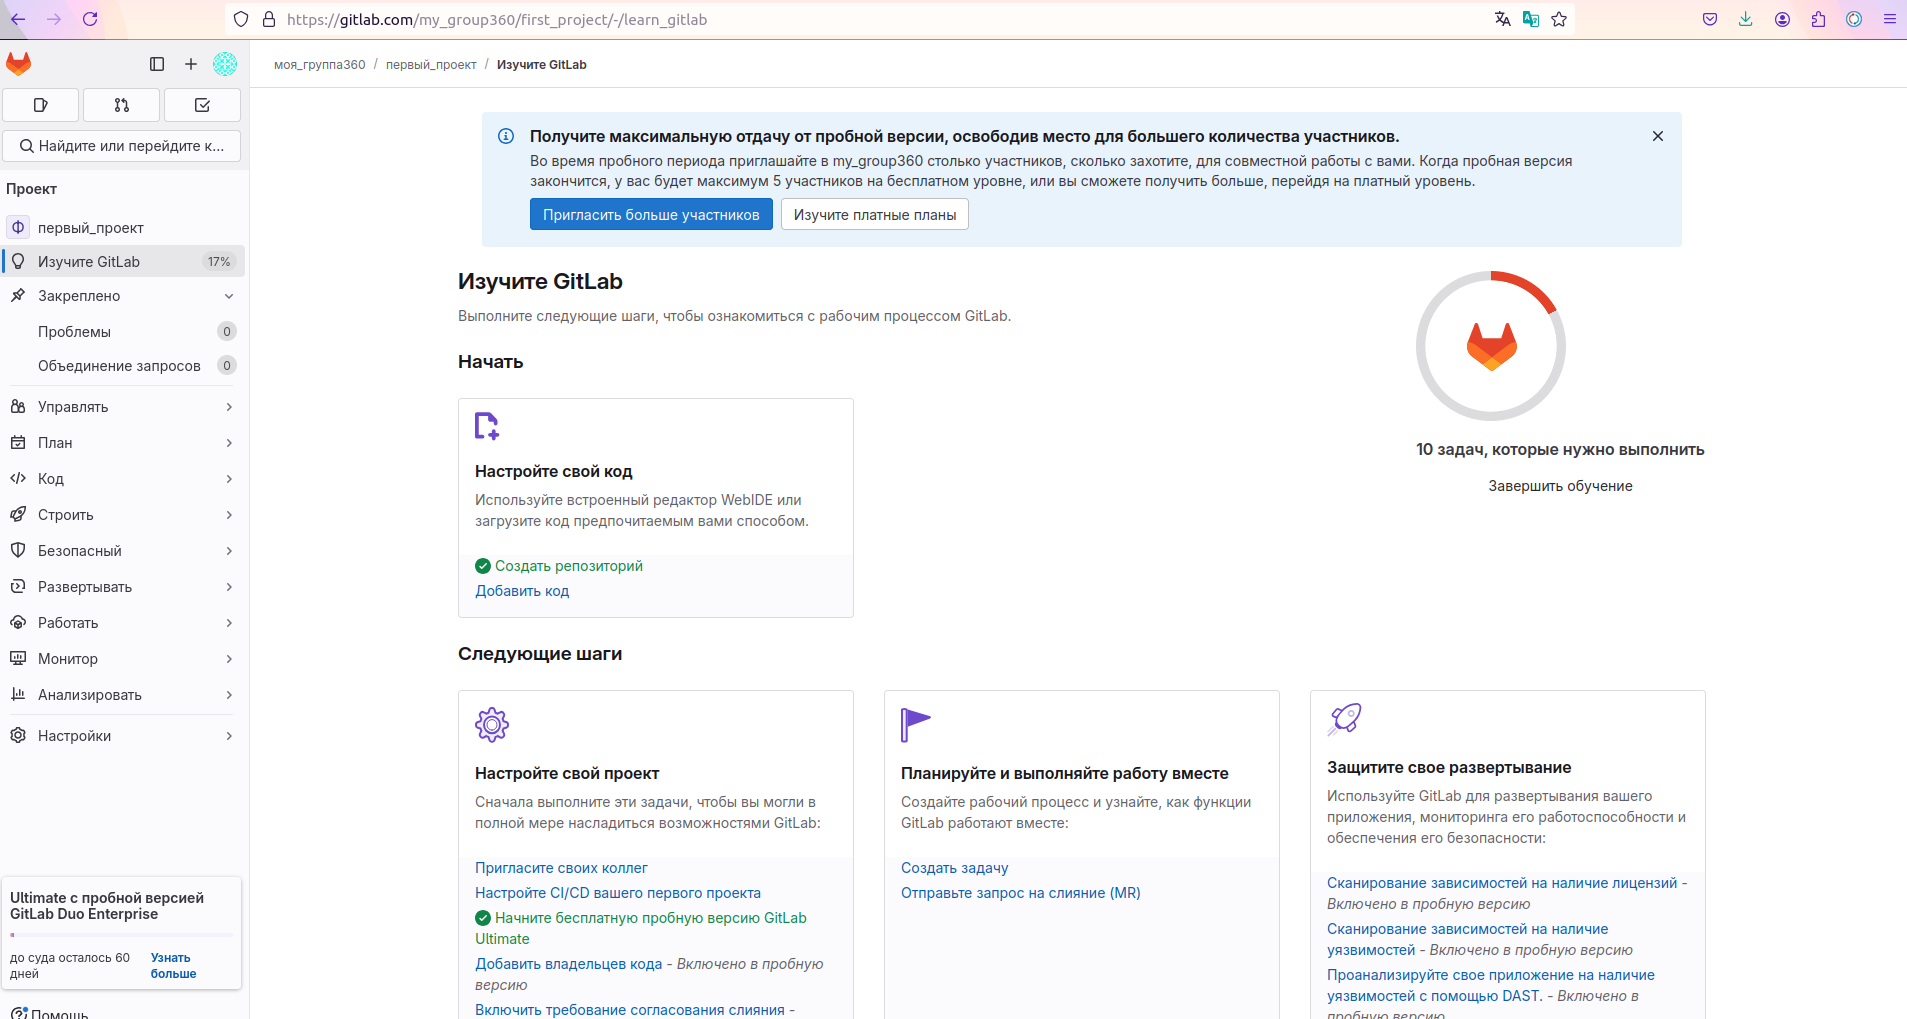 https://gitlab.com/my_group360/first_project/-/learn_gitlab
моя_группа360 / первый_проект / Изучите GitLab
Найдите или перейдите к...
Проект
первый_проект
Изучите GitLab 17%
Закреплено
Проблемы 0
Объединение запросов 0
Управлять
План
Код
Строить
Безопасный
Развертывать
Работать
Монитор
Анализировать
Настройки
Ultimate с пробной версией
GitLab Duo Enterprise
до суда осталось 60
дней
Узнать
больше
Помощь
Получите максимальную отдачу от пробной версии, освободив место для большего количества участников.
Во время пробного периода приглашайте в my_group360 столько участников, сколько захотите, для совместной работы с вами. Когда пробная версия
закончится, у вас будет максимум 5 участников на бесплатном уровне, или вы сможете получить больше, перейдя на платный уровень.
Пригласить больше участников
Изучите платные планы
Изучите GitLab
Выполните следующие шаги, чтобы ознакомиться с рабочим процессом GitLab.
10 задач, которые нужно выполнить
Завершить обучение
Начать
Настройте свой код
Используйте встроенный редактор WebIDE или
загрузите код предпочитаемым вами способом.
Создать репозиторий
Добавить код
Следующие шаги
Настройте свой проект
Сначала выполните эти задачи, чтобы вы могли в
полной мере насладиться возможностями GitLab:
Пригласите своих коллег
Настройте CI/CD вашего первого проекта
Начните бесплатную пробную версию GitLab
Ultimate
Добавить владельцев кода - Включено в пробную
версию
Включить требование согласования слияния -
Планируйте и выполняйте работу вместе
Создайте рабочий процесс и узнайте, как функции
GitLab работают вместе:
Создать задачу
Отправьте запрос на слияние (MR)
Защитите свое развертывание
Используйте GitLab для развертывания вашего
приложения, мониторинга его работоспособности и
обеспечения его безопасности:
Сканирование зависимостей на наличие лицензий -
Включено в пробную версию
Сканирование зависимостей на наличие
уязвимостей - Включено в пробную версию
Проанализируйте свое приложение на наличие
уязвимостей с помощью DAST. - Включено в
пробную версию